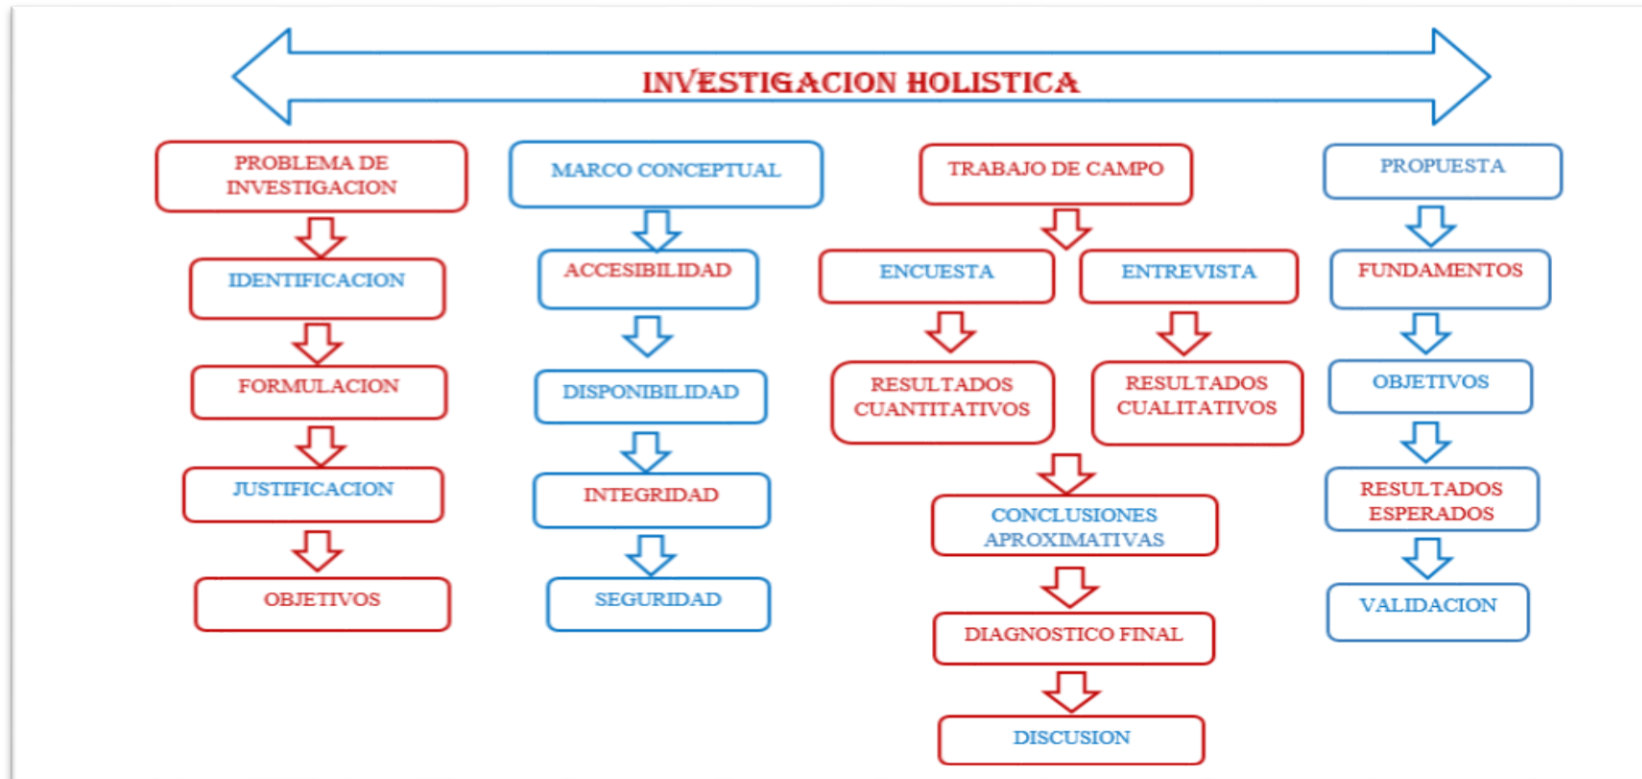 INVESTIGACION HOLISTICA
PROBLEMA DE
INVESTIGACION
IDENTIFICACION
FORMULACION
JUSTIFICACION
OBJETIVOS
MARCO CONCEPTUAL
ACCESIBILIDAD
DISPONIBILIDAD
INTEGRIDAD
SEGURIDAD
TRABAJO DE CAMPO
ENCUESTA
ENTREVISTA
RESULTADOS
CUANTITATIVOS
RESULTADOS
CUALITATIVOS
CONCLUSIONES
APROXIMATIVAS
DIAGNOSTICO FINAL
DISCUSION
PROPUESTA
FUNDAMENTOS
OBJETIVOS
RESULTADOS
ESPERADOS
VALIDACION